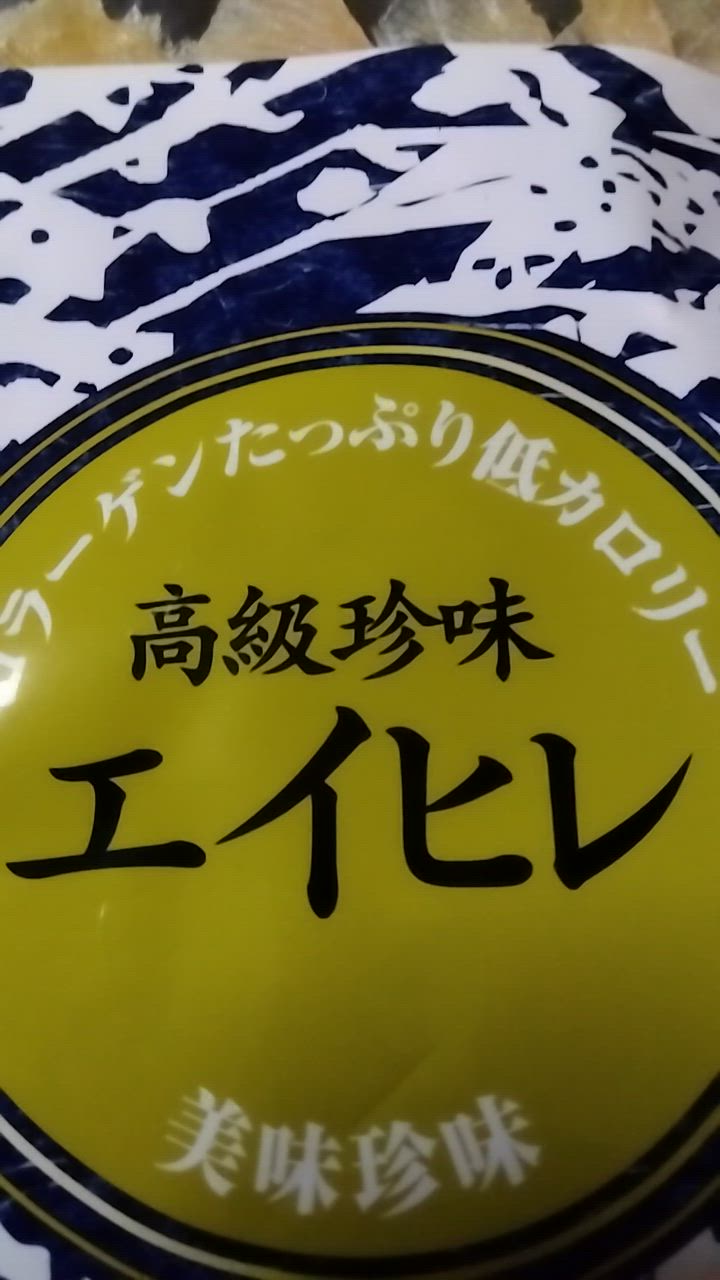 コラーゲンたっぷり低カロリー
高級珍味
エイヒレ
美味珍味